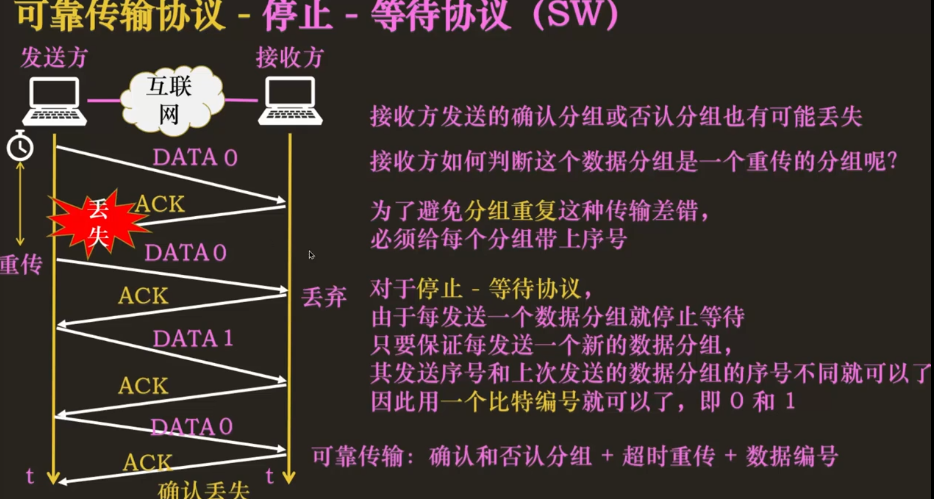 可靠传输协议 - 停止 - 等待协议（SW）
发送方
接收方
互联
网
DATA 0
ACK
丢
失
DATA 0
重传
ACK
丢弃
DATA 1
ACK
DATA 0
ACK
t
t
确认丢失
接收方发送的确认分组或否认分组也有可能丢失
接收方如何判断这个数据分组是一个重传的分组呢？
为了避免分组重复这种传输差错，
必须给每个分组带上序号
对于停止 - 等待协议，
由于每发送一个数据分组就停止等待
只要保证每发送一个新的数据分组，
其发送序号和上次发送的数据分组的序号不同就可以了
因此用一个比特编号就可以了，即 0 和 1
可靠传输：确认和否认分组 + 超时重传 + 数据编号